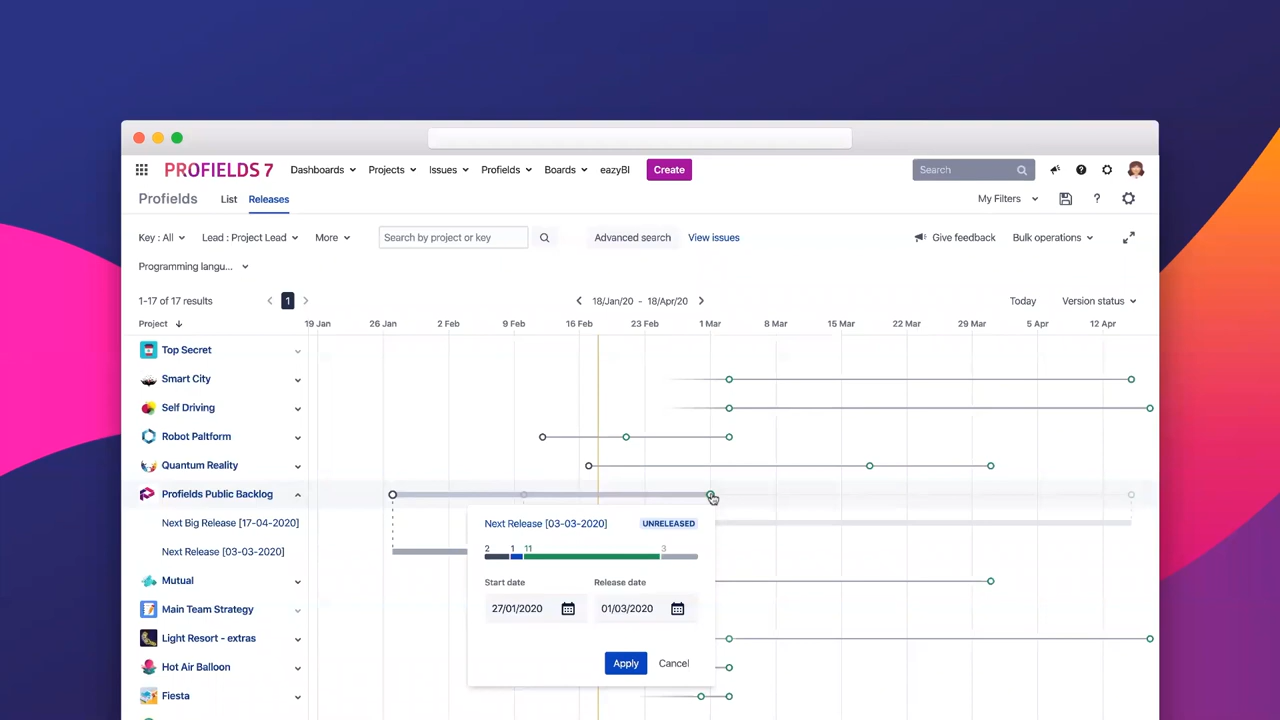 PROFIELDS 7 Dashboards Projects Issues Profields Boards eazyBI Create Search
Profields List Releases My Filters ?
Key : All Lead : Project Lead More Search by project or key Advanced search View issues Give feedback Bulk operations
Programming langu...
1-17 of 17 results 1 18/Jan/20 - 18/Apr/20 Today Version status
Project 19 Jan 26 Jan 2 Feb 9 Feb 16 Feb 23 Feb 1 Mar 8 Mar 15 Mar 22 Mar 29 Mar 5 Apr 12 Apr
Top Secret
Smart City
Self Driving
Robot Paltform
Quantum Reality
Profields Public Backlog
Next Big Release [17-04-2020]
Next Release [03-03-2020]
Next Release [03-03-2020] UNRELEASED
2 1 11 3
Start date Release date
27/01/2020 01/03/2020
Apply Cancel
Mutual
Main Team Strategy
Light Resort - extras
Hot Air Balloon
Fiesta